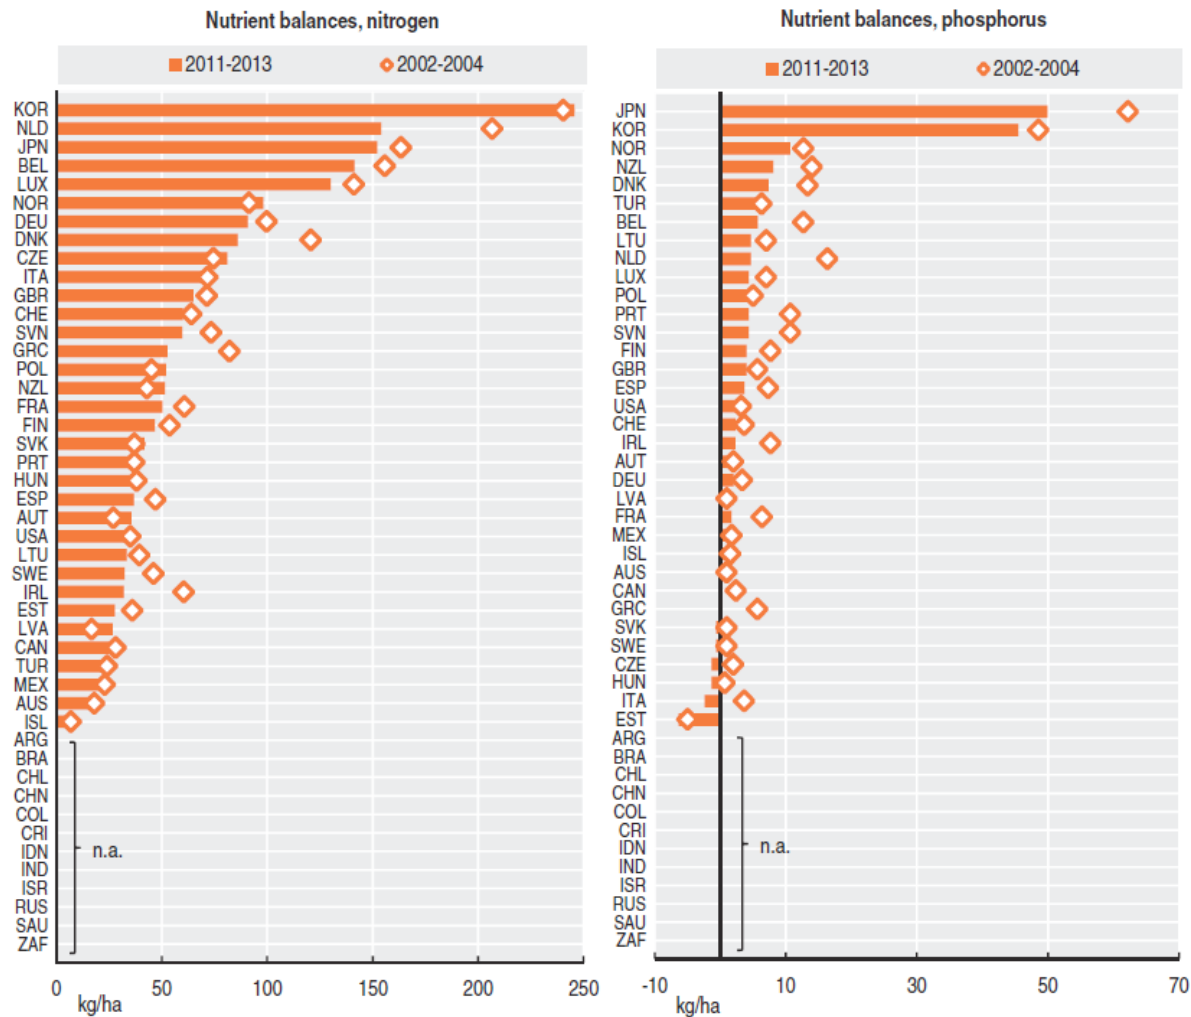 Nutrient balances, nitrogen
2011-2013
2002-2004
KOR
NLD
JPN
BEL
LUX
NOR
DEU
DNK
CZE
ITA
GBR
CHE
SVN
GRC
POL
NZL
FRA
FIN
SVK
PRT
HUN
ESP
AUT
USA
LTU
SWE
IRL
EST
LVA
CAN
TUR
MEX
AUS
ISL
ARG
BRA
CHL
CHN
COL
CRI
IDN
IND
ISR
RUS
SAU
ZAF
n.a.
0 50 100 150 200 250
kg/ha
Nutrient balances, phosphorus
2011-2013
2002-2004
JPN
KOR
NOR
NZL
DNK
TUR
BEL
LTU
NLD
LUX
POL
PRT
SVN
FIN
GBR
ESP
USA
CHE
IRL
AUT
DEU
LVA
FRA
MEX
ISL
AUS
CAN
GRC
SVK
SWE
CZE
HUN
ITA
EST
ARG
BRA
CHL
CHN
COL
CRI
IDN
IND
ISR
RUS
SAU
ZAF
n.a.
-10 10 30 50 70
kg/ha